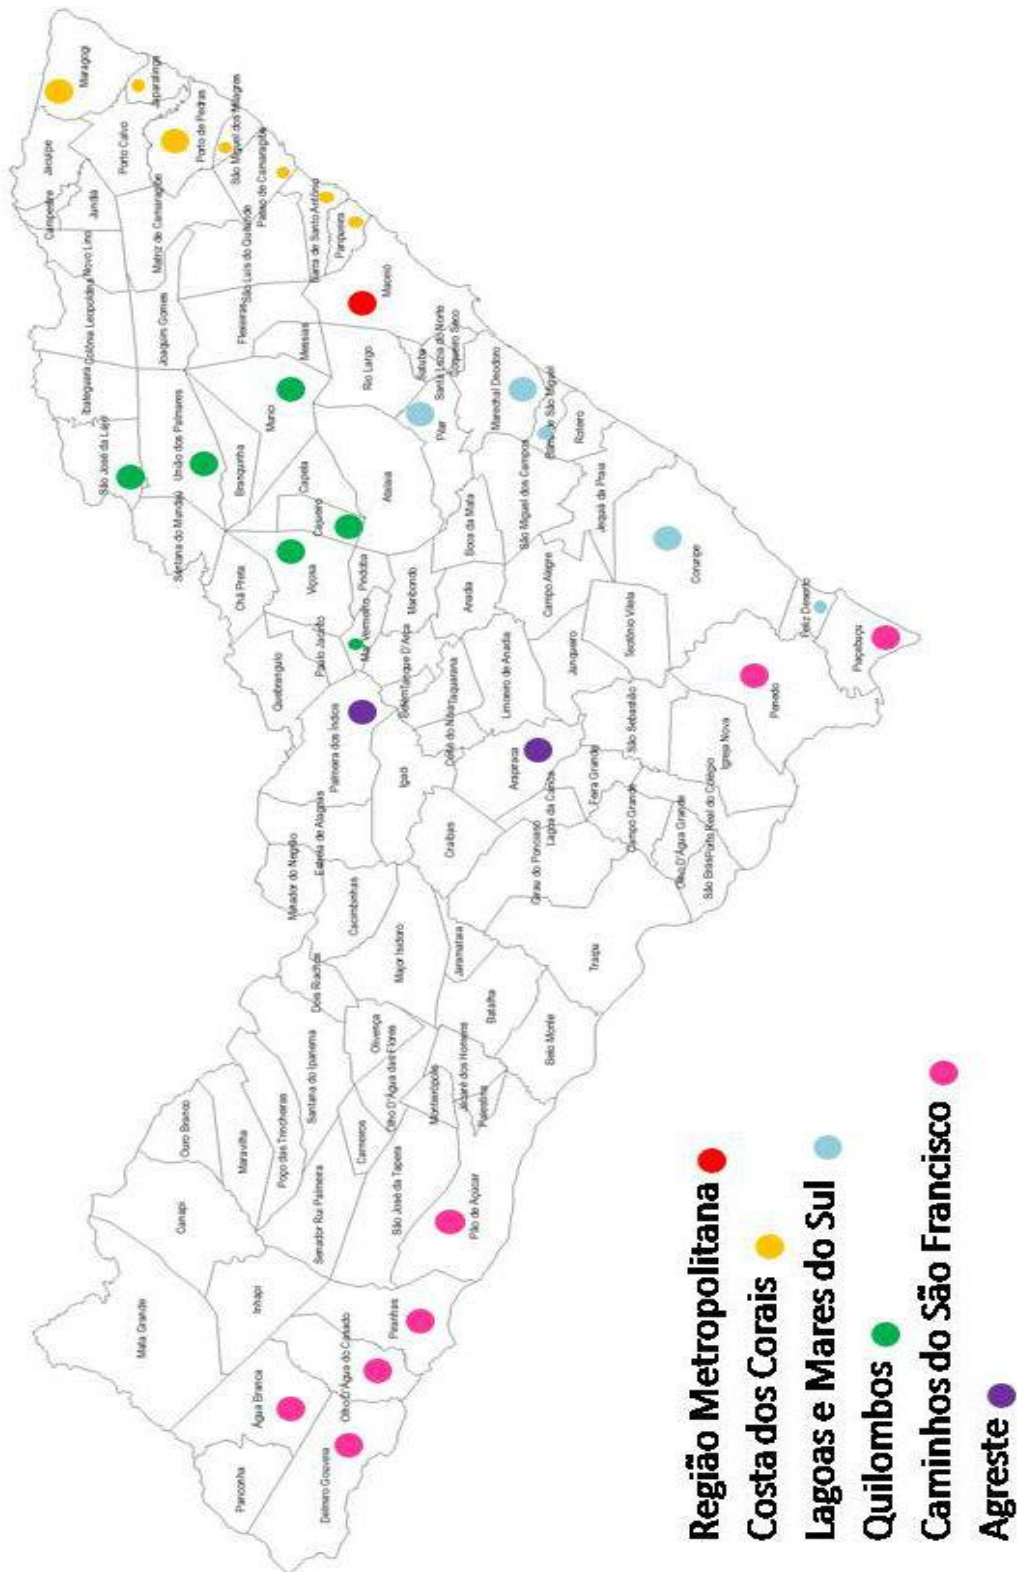 Mata Grande
Canapi
Ouro Branco
Maravilha
Poço das Trincheiras
Santana do Ipanema
Senador Rui Palmeira
Inhapi
Água Branca
Pariconha
Delmiro Gouveia
Olho D'Água do Casado
Piranhas
Pão de Açucar
São José da Tapera
Carneiros
Olho D'Água das Flores
Olivença
Monteirópolis
Jacaré dos Homens
Palestina
Batalha
Belo Monte
Dois Riachos
Major Isidoro
Jaramataia
Traipu
Cacimbinhas
Minador do Negrão
Estrela de Alagoas
Palmeira dos Índios
Igaci
Craíbas
Arapiraca
Girau do Ponciano
Lagoa da Canoa
Feira Grande
Campo Grande
Olho D'Água Grande
São Brás
Porto Real do Colégio
Igreja Nova
São Sebastião
Penedo
Piaçabuçu
Feliz Deserto
Coruripe
Teotônio Vilela
Junqueiro
Limoeiro de Anadia
Taquarana
Coité do Nóia
Belém
Tanque D'Arca
Mar Vermelho
Paulo Jacinto
Quebrangulo
Chã Preta
Viçosa
Pindoba
Maribondo
Anadia
Campo Alegre
Boca da Mata
São Miguel dos Campos
Jequiá da Praia
Roteiro
Barra de São Miguel
Marechal Deodoro
Pilar
Atalaia
Cajueiro
Capela
Santana do Mundaú
São José da Laje
União dos Palmares
Branquinha
Murici
Ibateguara
Colônia Leopoldina
Joaquim Gomes
Flexeiras
Messias
Rio Largo
Satuba
Santa Luzia do Norte
Coqueiro Seco
Maceió
Novo Lino
Campestre
Jundiá
Jacuípe
Matriz de Camaragibe
São Luís do Quitunde
Barra de Santo Antônio
Paripueira
Passo de Camaragibe
São Miguel dos Milagres
Porto de Pedras
Porto Calvo
Japaratinga
Maragogi
Região Metropolitana
Costa dos Corais
Lagoas e Mares do Sul
Quilombos
Caminhos do São Francisco
Agreste